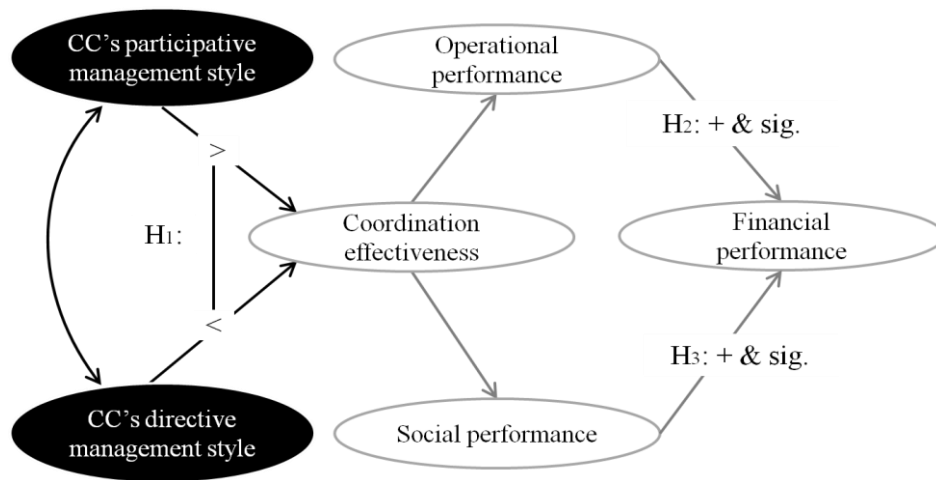 CC's participative
management style
Operational
performance
H2: + & sig.
>
H1:
Coordination
effectiveness
Financial
performance
<
H3: + & sig.
CC's directive
management style
Social performance